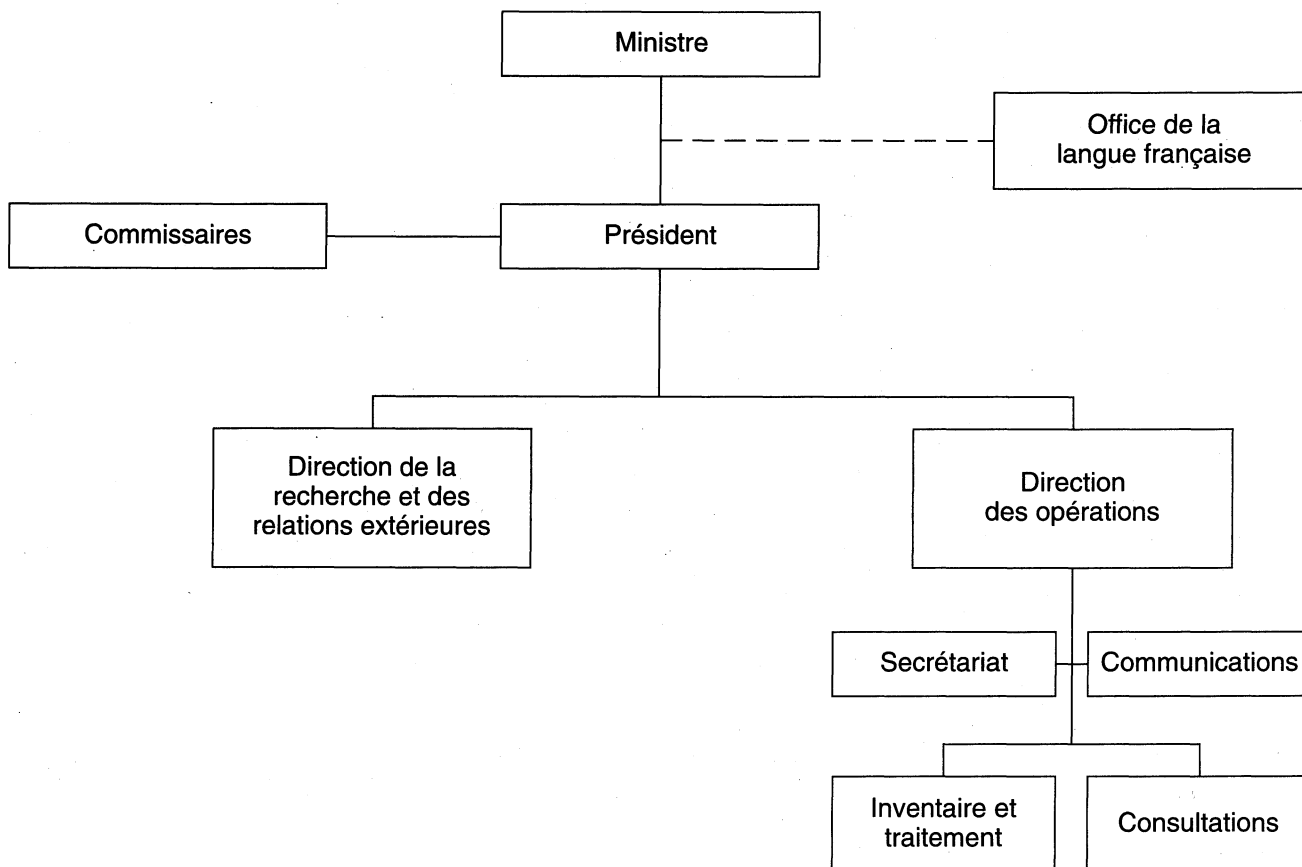 Ministre
Office de la
langue française
Commissaires
Président
Direction de la
recherche et des
relations extérieures
Direction
des opérations
Secrétariat
Communications
Inventaire et
traitement
Consultations